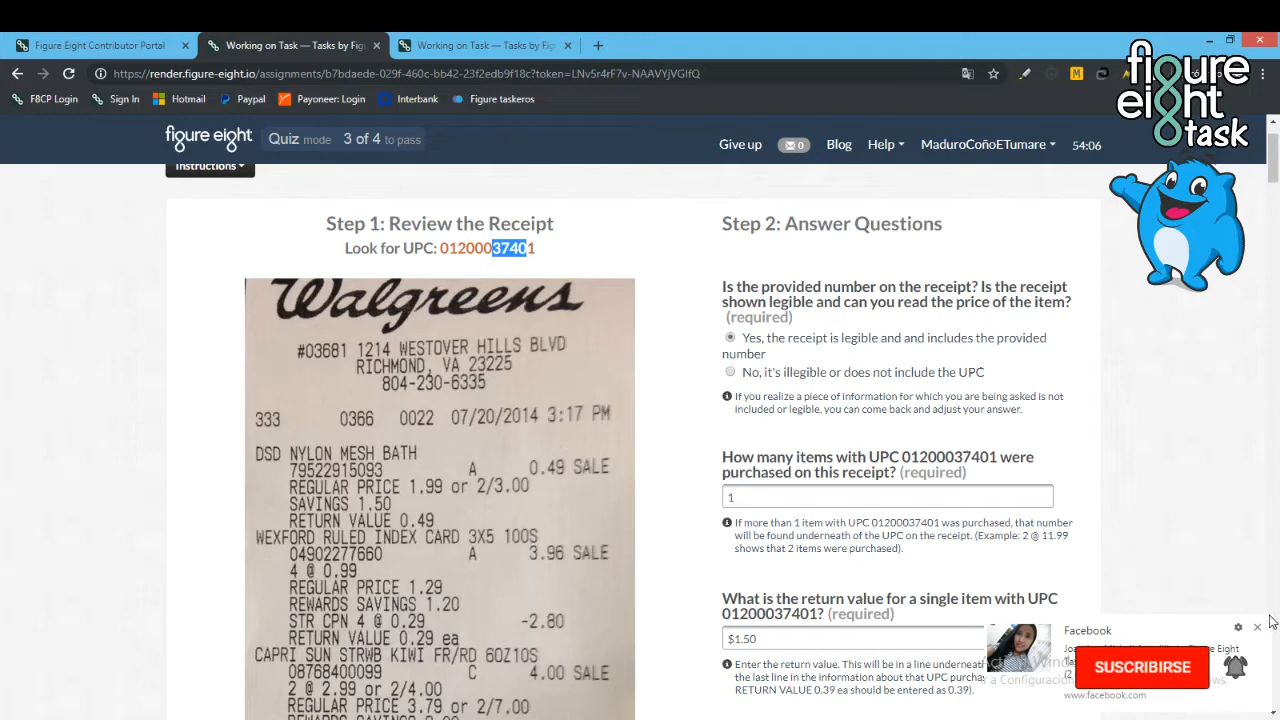 Figure Eight Contributor Portal
Working on Task — Tasks by Fig
Working on Task — Tasks by Fig
https://render.figure-eight.io/assignments/b7bdaede-029f-460c-bb42-23f2edb9f18c?token=LNv5r4rF7v-NAAVYjVGIfQ
F8CP Login
Sign In
Hotmail
Paypal
Payoneer: Login
Interbank
Figure taskeros
figure
eight
task
figure eight
Quiz mode
3 of 4 to pass
Give up
0
Blog
Help
MaduroCoñoETumare
54:06
Instructions
Step 1: Review the Receipt
Look for UPC: 01200037401
Walgreens
#03681 1214 WESTOVER HILLS BLVD
RICHMOND, VA 23225
804-230-6335
333 0366 0022 07/20/2014 3:17 PM
DSD NYLON MESH BATH
79522915093 A 0.49 SALE
REGULAR PRICE 1.99 or 2/3.00
SAVINGS 1.50
RETURN VALUE 0.49
WEXFORD RULED INDEX CARD 3X5 100S
04902277660 A 3.96 SALE
4 @ 0.99
REGULAR PRICE 1.29
REWARDS SAVINGS 1.20
STR CPN 4 @ 0.29 -2.80
RETURN VALUE 0.29 ea
CAPRI SUN STRWB KIWI FR/RD 6OZ10S
08768400099 C 4.00 SALE
2 @ 2.99 or 2/4.00
REGULAR PRICE 3.79 or 2/7.00
Step 2: Answer Questions
Is the provided number on the receipt? Is the receipt
shown legible and can you read the price of the item?
(required)
Yes, the receipt is legible and and includes the provided
number
No, it's illegible or does not include the UPC
If you realize a piece of information for which you are being asked is not
included or legible, you can come back and adjust your answer.
How many items with UPC 01200037401 were
purchased on this receipt? (required)
1
If more than 1 item with UPC 01200037401 was purchased, that number
will be found underneath of the UPC on the receipt. (Example: 2 @ 11.99
shows that 2 items were purchased).
What is the return value for a single item with UPC
01200037401? (required)
$1.50
Enter the return value. This will be in a line underneat
the last line in the information about that UPC purcha
RETURN VALUE 0.39 ea should be entered as 0.39).
Facebook
Eight
SUSCRIBIRSE
www.facebook.com